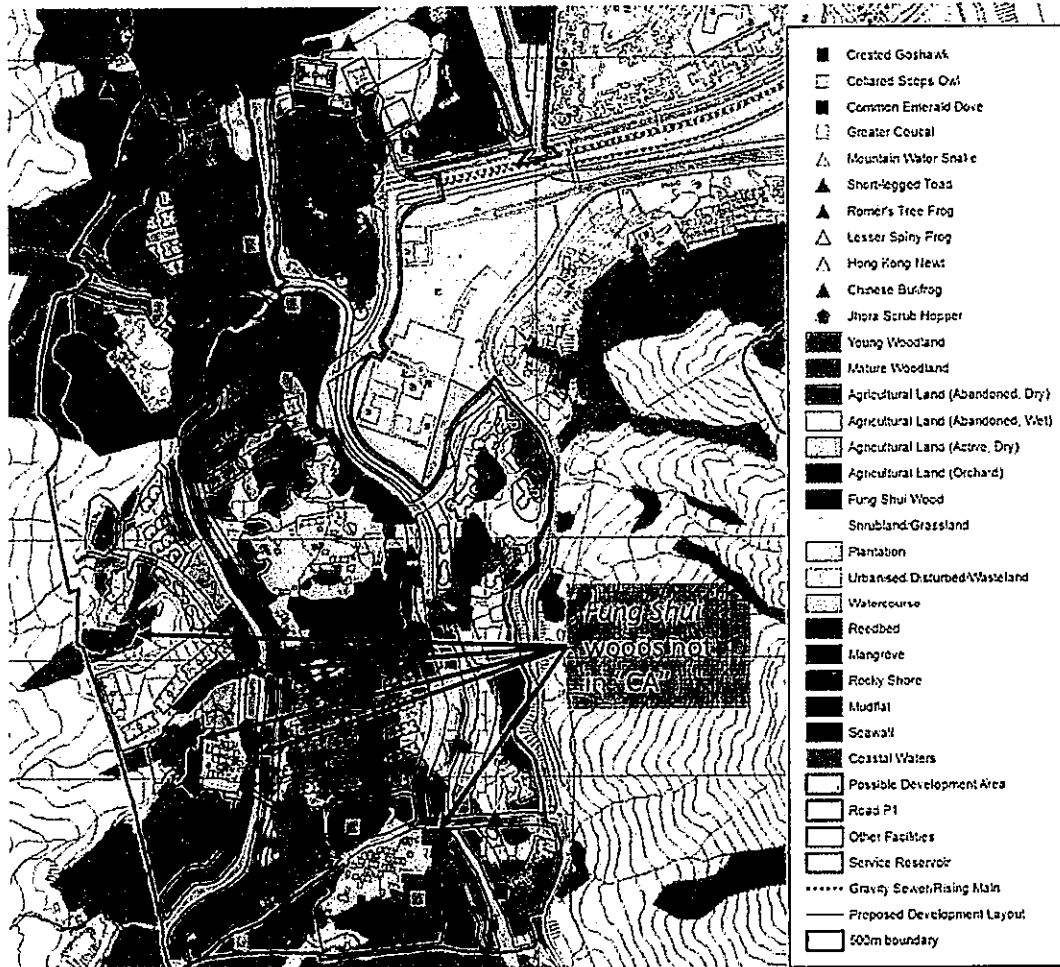 Crested Goshawk
Collared Scops Owl
Common Emerald Dove
Greater Coucal
Mountain Water Snake
Short-legged Toad
Romer's Tree Frog
Lesser Spiny Frog
Hong Kong Newt
Chinese Bullfrog
Jhora Scrub Hopper
Young Woodland
Mature Woodland
Agricultural Land (Abandoned, Dry)
Agricultural Land (Abandoned, Wet)
Agricultural Land (Active, Dry)
Agricultural Land (Orchard)
Fung Shui Wood
Shrubland/Grassland
Plantation
Urbanised/Disturbed/Wasteland
Watercourse
Reedbed
Mangrove
Rocky Shore
Mudflat
Seawall
Coastal Waters
Possible Development Area
Road P1
Other Facilities
Service Reservoir
Gravity Sewer/Rising Main
Proposed Development Layout
500m boundary
Fung Shui
woods not
in "CA"